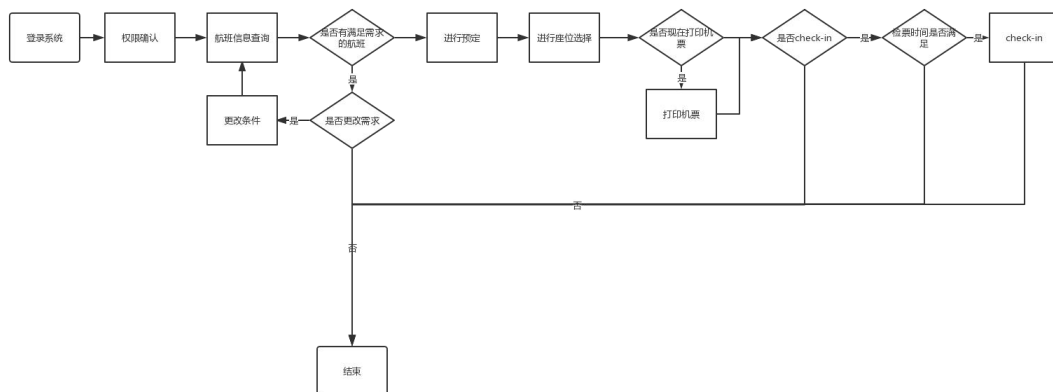 登录系统
权限确认
航班信息查询
是否有满足需求
的航班
进行预定
进行座位选择
是否现在打印机
票
是否check-in
是
检票时间是否满
足
是
check-in
是
是
更改条件
是
是否更改需求
打印机票
否
否
结束